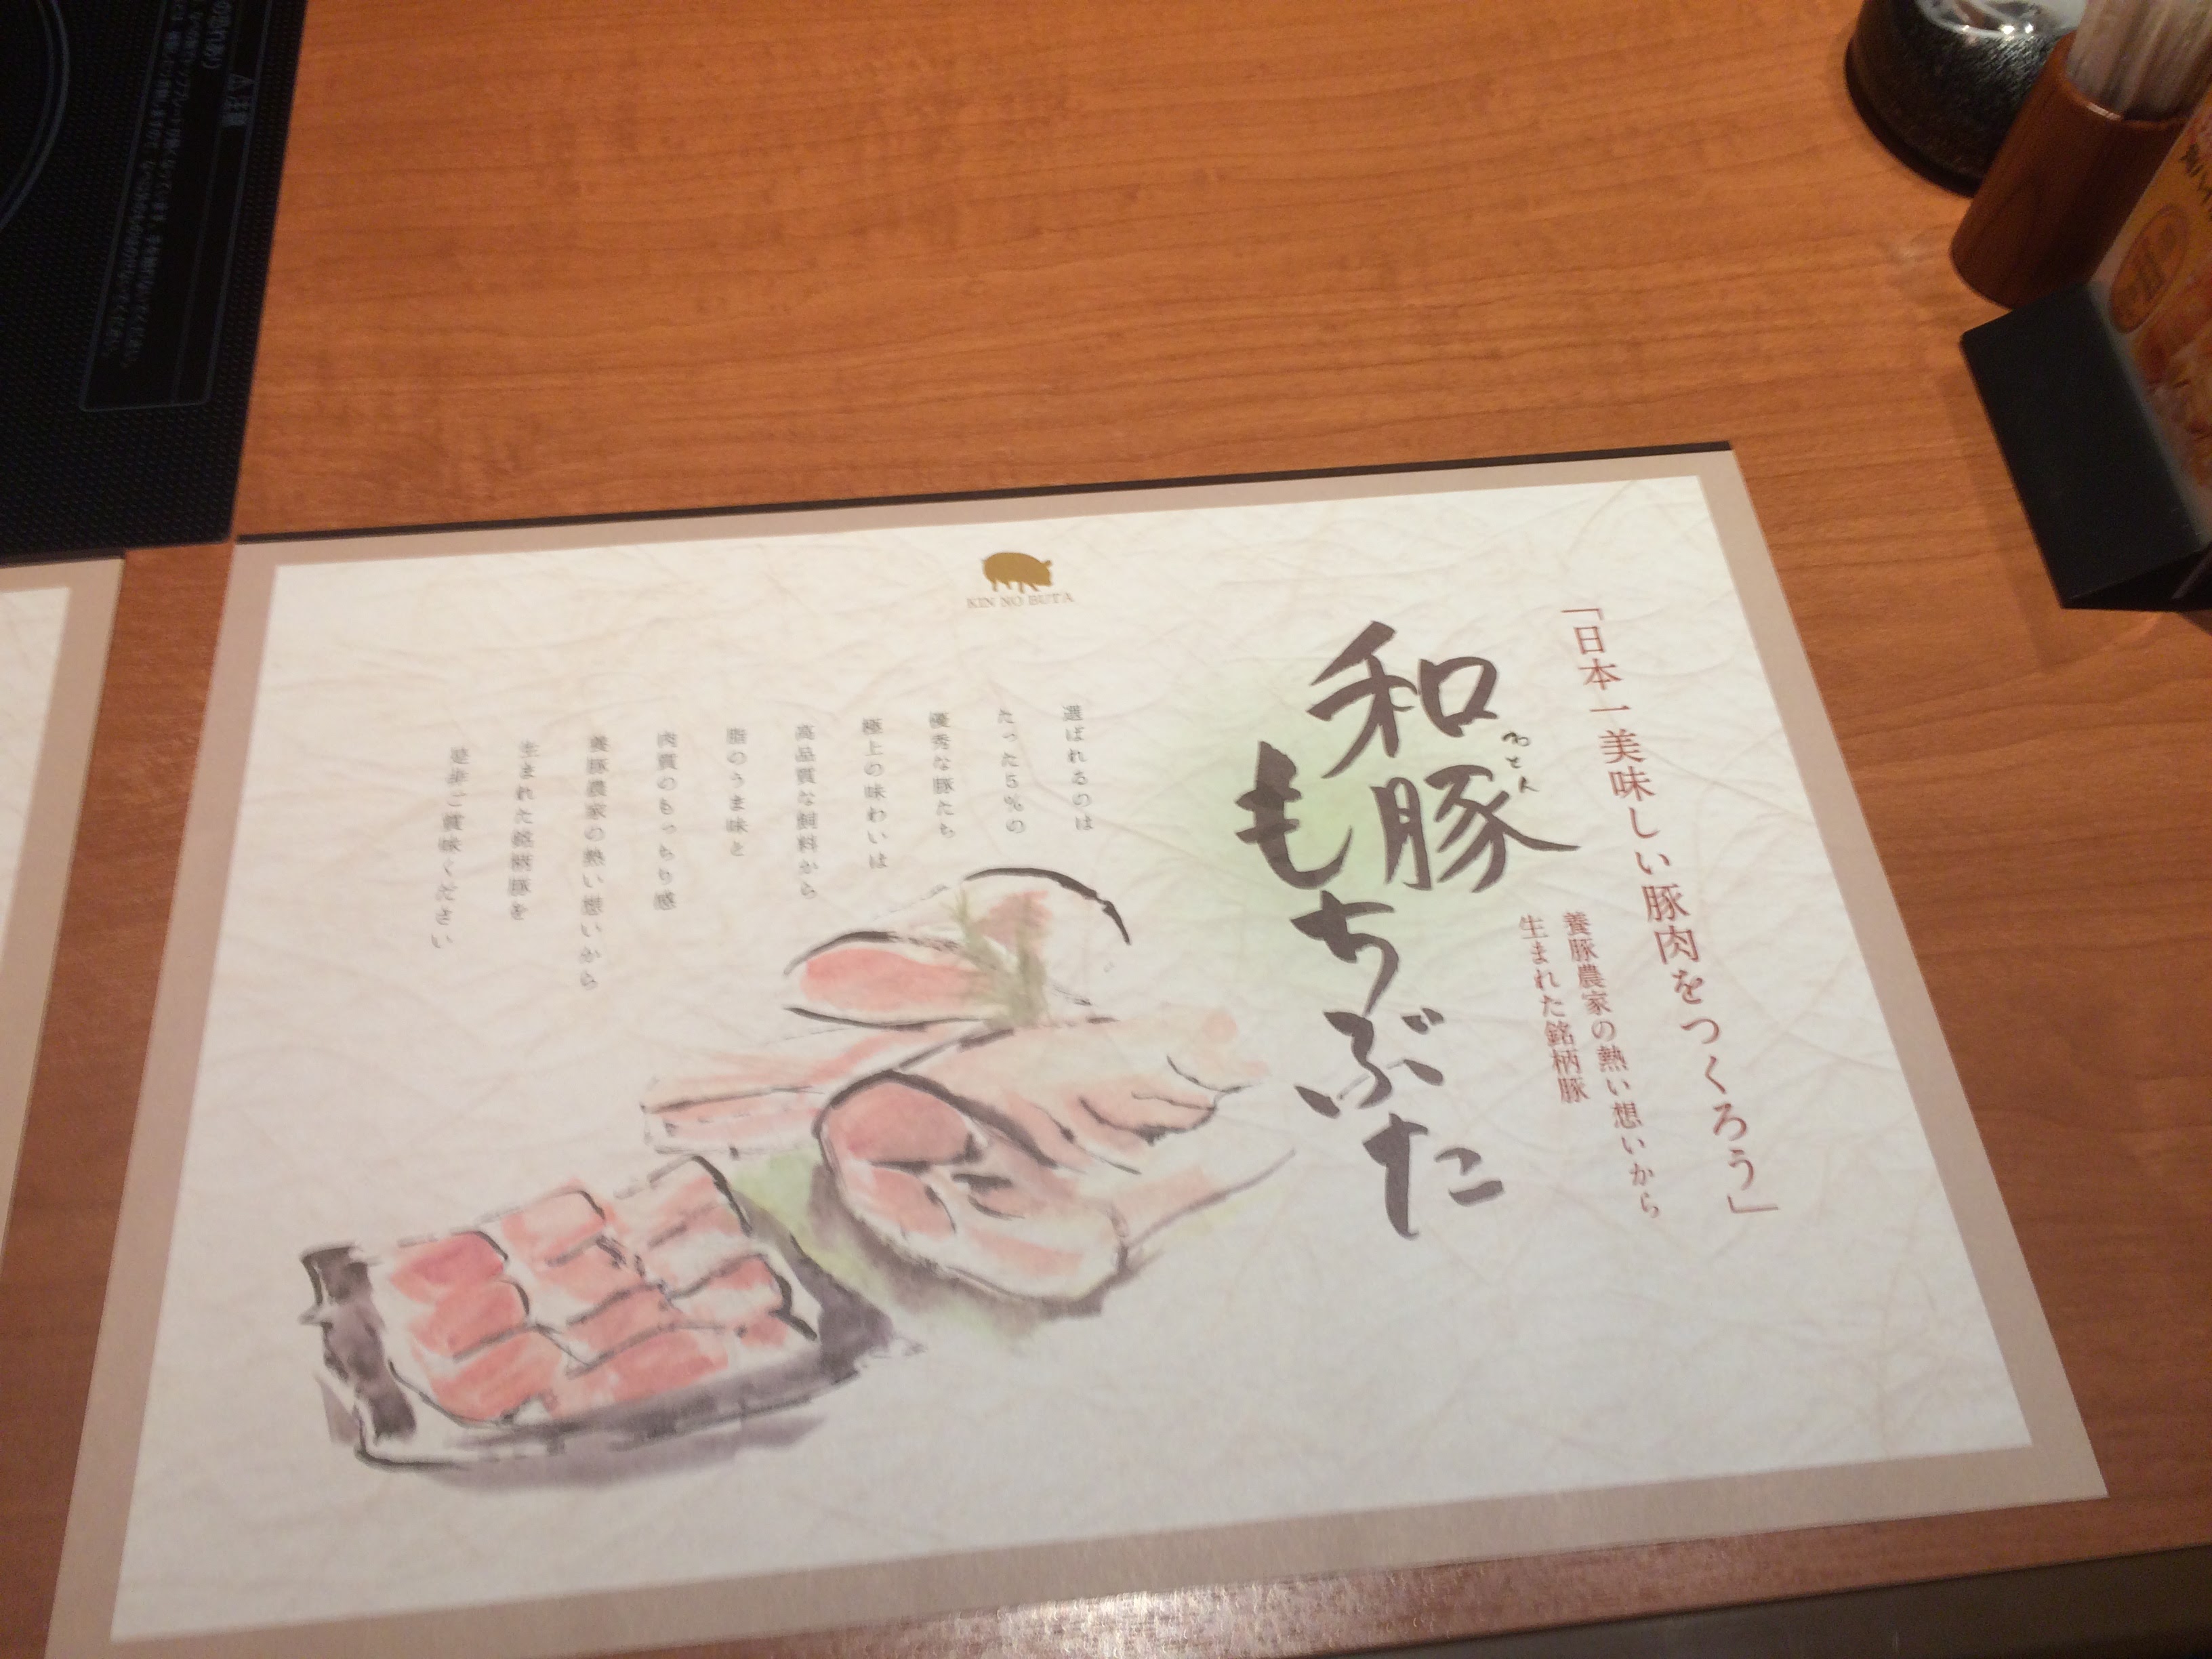 KIN NO BUTA
「日本一美味しい豚肉をつくろう」
養豚農家の熱い想いから
生まれた銘柄豚
わとん
和豚
もちぶた
選ばれるのは
たった5%の
優秀な豚たち
極上の味わいは
高品質な飼料から
脂のうま味と
肉質のもっちり感
養豚農家の熱い想いから
生まれた銘柄豚を
是非ご賞味ください
注意